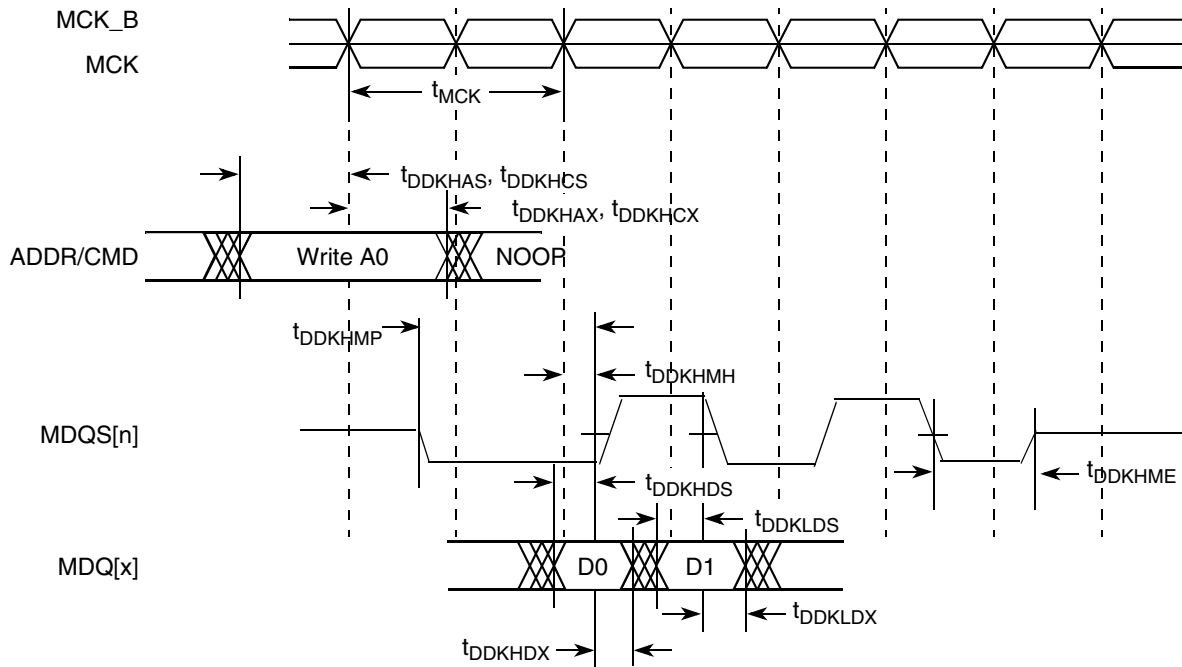 MCK_B
MCK
tMCK
tDDKHAS, tDDKHCS
tDDKHAX, tDDKHCX
ADDR/CMD
Write A0
NOOP
tDDKHMP
tDDKHMH
MDQS[n]
tDDKHME
tDDKHDS
tDDKLDS
MDQ[x]
D0
D1
tDDKLDX
tDDKHDX